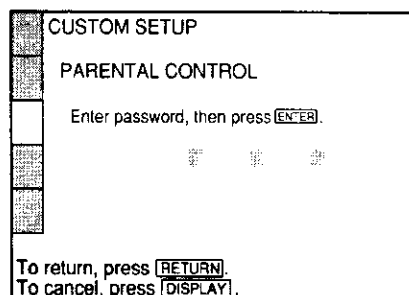 CUSTOM SETUP
PARENTAL CONTROL
Enter password, then press ENTER.
To return, press RETURN.
To cancel, press DISPLAY.